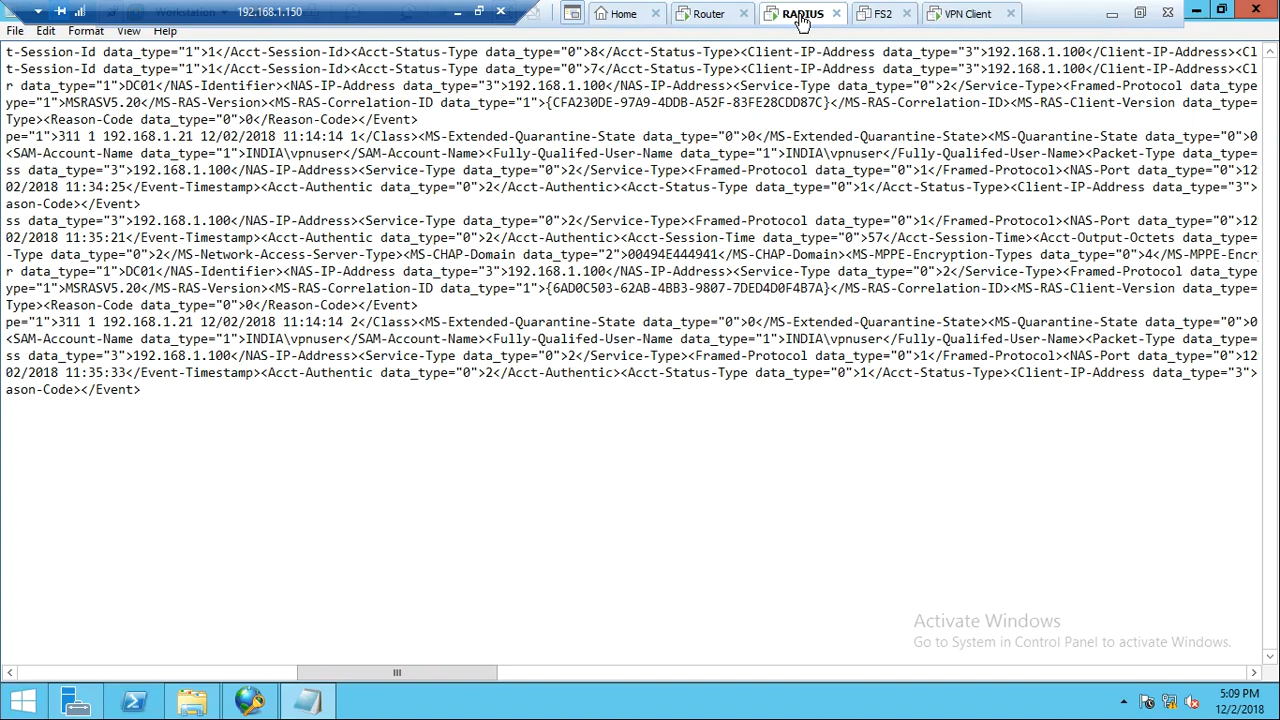 Workstation
192.168.1.150
Home
Router
RADIUS
FS2
VPN Client
File Edit Format View Help
t-Session-Id data_type="1">1</Acct-Session-Id><Acct-Status-Type data_type="0">8</Acct-Status-Type><Client-IP-Address data_type="3">192.168.1.100</Client-IP-Address><Cl
t-Session-Id data_type="1">1</Acct-Session-Id><Acct-Status-Type data_type="0">7</Acct-Status-Type><Client-IP-Address data_type="3">192.168.1.100</Client-IP-Address><Cl
r data_type="1">DC01</NAS-Identifier><NAS-IP-Address data_type="3">192.168.1.100</NAS-IP-Address><Service-Type data_type="0">2</Service-Type><Framed-Protocol data_type=
type="1">MSRASV5.20</MS-RAS-Version><MS-RAS-Correlation-ID data_type="1">{CFA230DE-97A9-4DDB-A52F-83FE28CDD87C}</MS-RAS-Correlation-ID><MS-RAS-Client-Version data_type=
Type><Reason-Code data_type="0">0</Reason-Code></Event>
pe="1">311 1 192.168.1.21 12/02/2018 11:14:14 1</Class><MS-Extended-Quarantine-State data_type="0">0</MS-Extended-Quarantine-State><MS-Quarantine-State data_type="0">0
<SAM-Account-Name data_type="1">INDIA\vpnuser</SAM-Account-Name><Fully-Qualifed-User-Name data_type="1">INDIA\vpnuser</Fully-Qualifed-User-Name><Packet-Type data_type=
ss data_type="3">192.168.1.100</NAS-IP-Address><Service-Type data_type="0">2</Service-Type><Framed-Protocol data_type="0">1</Framed-Protocol><NAS-Port data_type="0">12
02/2018 11:34:25</Event-Timestamp><Acct-Authentic data_type="0">2</Acct-Authentic><Acct-Status-Type data_type="0">1</Acct-Status-Type><Client-IP-Address data_type="3">
ason-Code></Event>
ss data_type="3">192.168.1.100</NAS-IP-Address><Service-Type data_type="0">2</Service-Type><Framed-Protocol data_type="0">1</Framed-Protocol><NAS-Port data_type="0">12
02/2018 11:35:21</Event-Timestamp><Acct-Authentic data_type="0">2</Acct-Authentic><Acct-Session-Time data_type="0">57</Acct-Session-Time><Acct-Output-Octets data_type=
-Type data_type="0">2</MS-Network-Access-Server-Type><MS-CHAP-Domain data_type="2">00494E444941</MS-CHAP-Domain><MS-MPPE-Encryption-Types data_type="0">4</MS-MPPE-Encr
r data_type="1">DC01</NAS-Identifier><NAS-IP-Address data_type="3">192.168.1.100</NAS-IP-Address><Service-Type data_type="0">2</Service-Type><Framed-Protocol data_type=
type="1">MSRASV5.20</MS-RAS-Version><MS-RAS-Correlation-ID data_type="1">{6AD0C503-62AB-4BB3-9807-7DED4D0F4B7A}</MS-RAS-Correlation-ID><MS-RAS-Client-Version data_type=
Type><Reason-Code data_type="0">0</Reason-Code></Event>
pe="1">311 1 192.168.1.21 12/02/2018 11:14:14 2</Class><MS-Extended-Quarantine-State data_type="0">0</MS-Extended-Quarantine-State><MS-Quarantine-State data_type="0">0
<SAM-Account-Name data_type="1">INDIA\vpnuser</SAM-Account-Name><Fully-Qualifed-User-Name data_type="1">INDIA\vpnuser</Fully-Qualifed-User-Name><Packet-Type data_type=
ss data_type="3">192.168.1.100</NAS-IP-Address><Service-Type data_type="0">2</Service-Type><Framed-Protocol data_type="0">1</Framed-Protocol><NAS-Port data_type="0">12
02/2018 11:35:33</Event-Timestamp><Acct-Authentic data_type="0">2</Acct-Authentic><Acct-Status-Type data_type="0">1</Acct-Status-Type><Client-IP-Address data_type="3">
ason-Code></Event>
Activate Windows
Go to System in Control Panel to activate Windows.
5:09 PM
12/2/2018